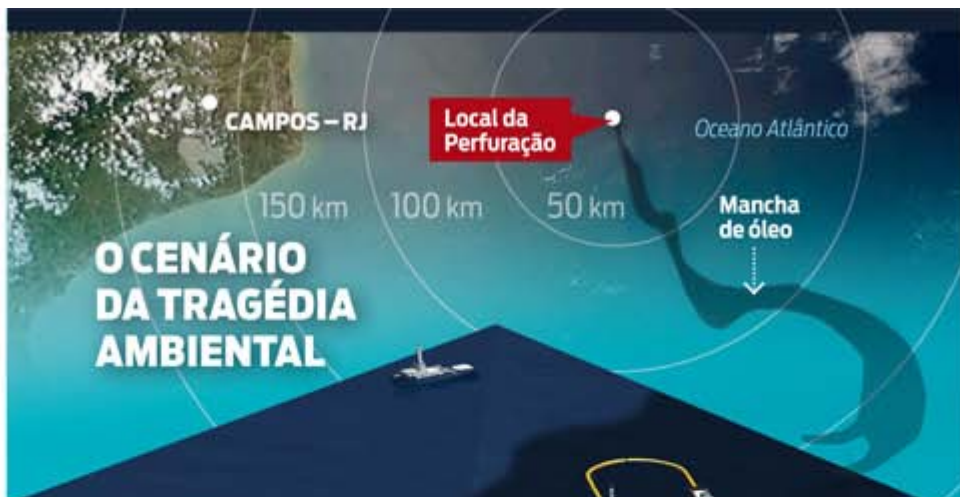 CAMPOS – RJ
Local da
Perfuração
Oceano Atlântico
150 km
100 km
50 km
Mancha
de óleo
O CENÁRIO
DA TRAGÉDIA
AMBIENTAL